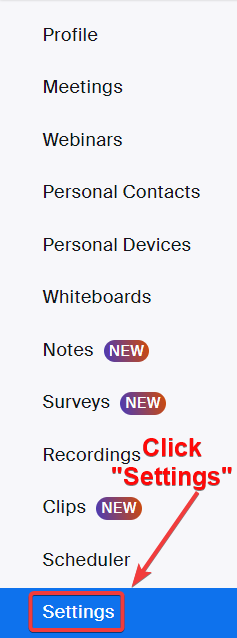 Profile
Meetings
Webinars
Personal Contacts
Personal Devices
Whiteboards
Notes NEW
Surveys NEW
Recordings
Click
"Settings"
Clips NEW
Scheduler
Settings